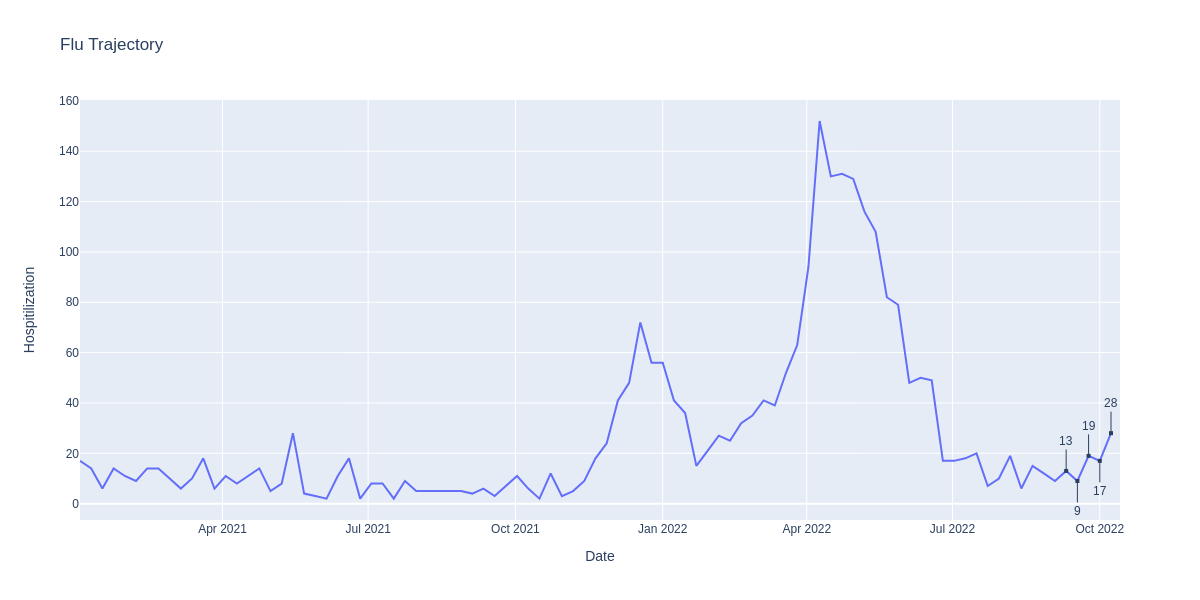 Flu Trajectory
Hospitilization
160
140
120
100
80
60
40
20
0
28
19
13
17
9
Apr 2021
Jul 2021
Oct 2021
Jan 2022
Apr 2022
Jul 2022
Oct 2022
Date